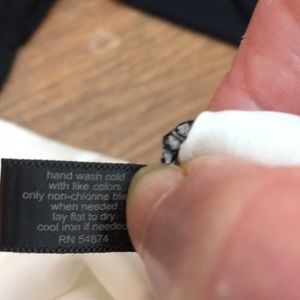 hand wash cold
with like colors
only non-chlorine ble
when needed
lay flat to dry
cool iron if needed
RN 54874